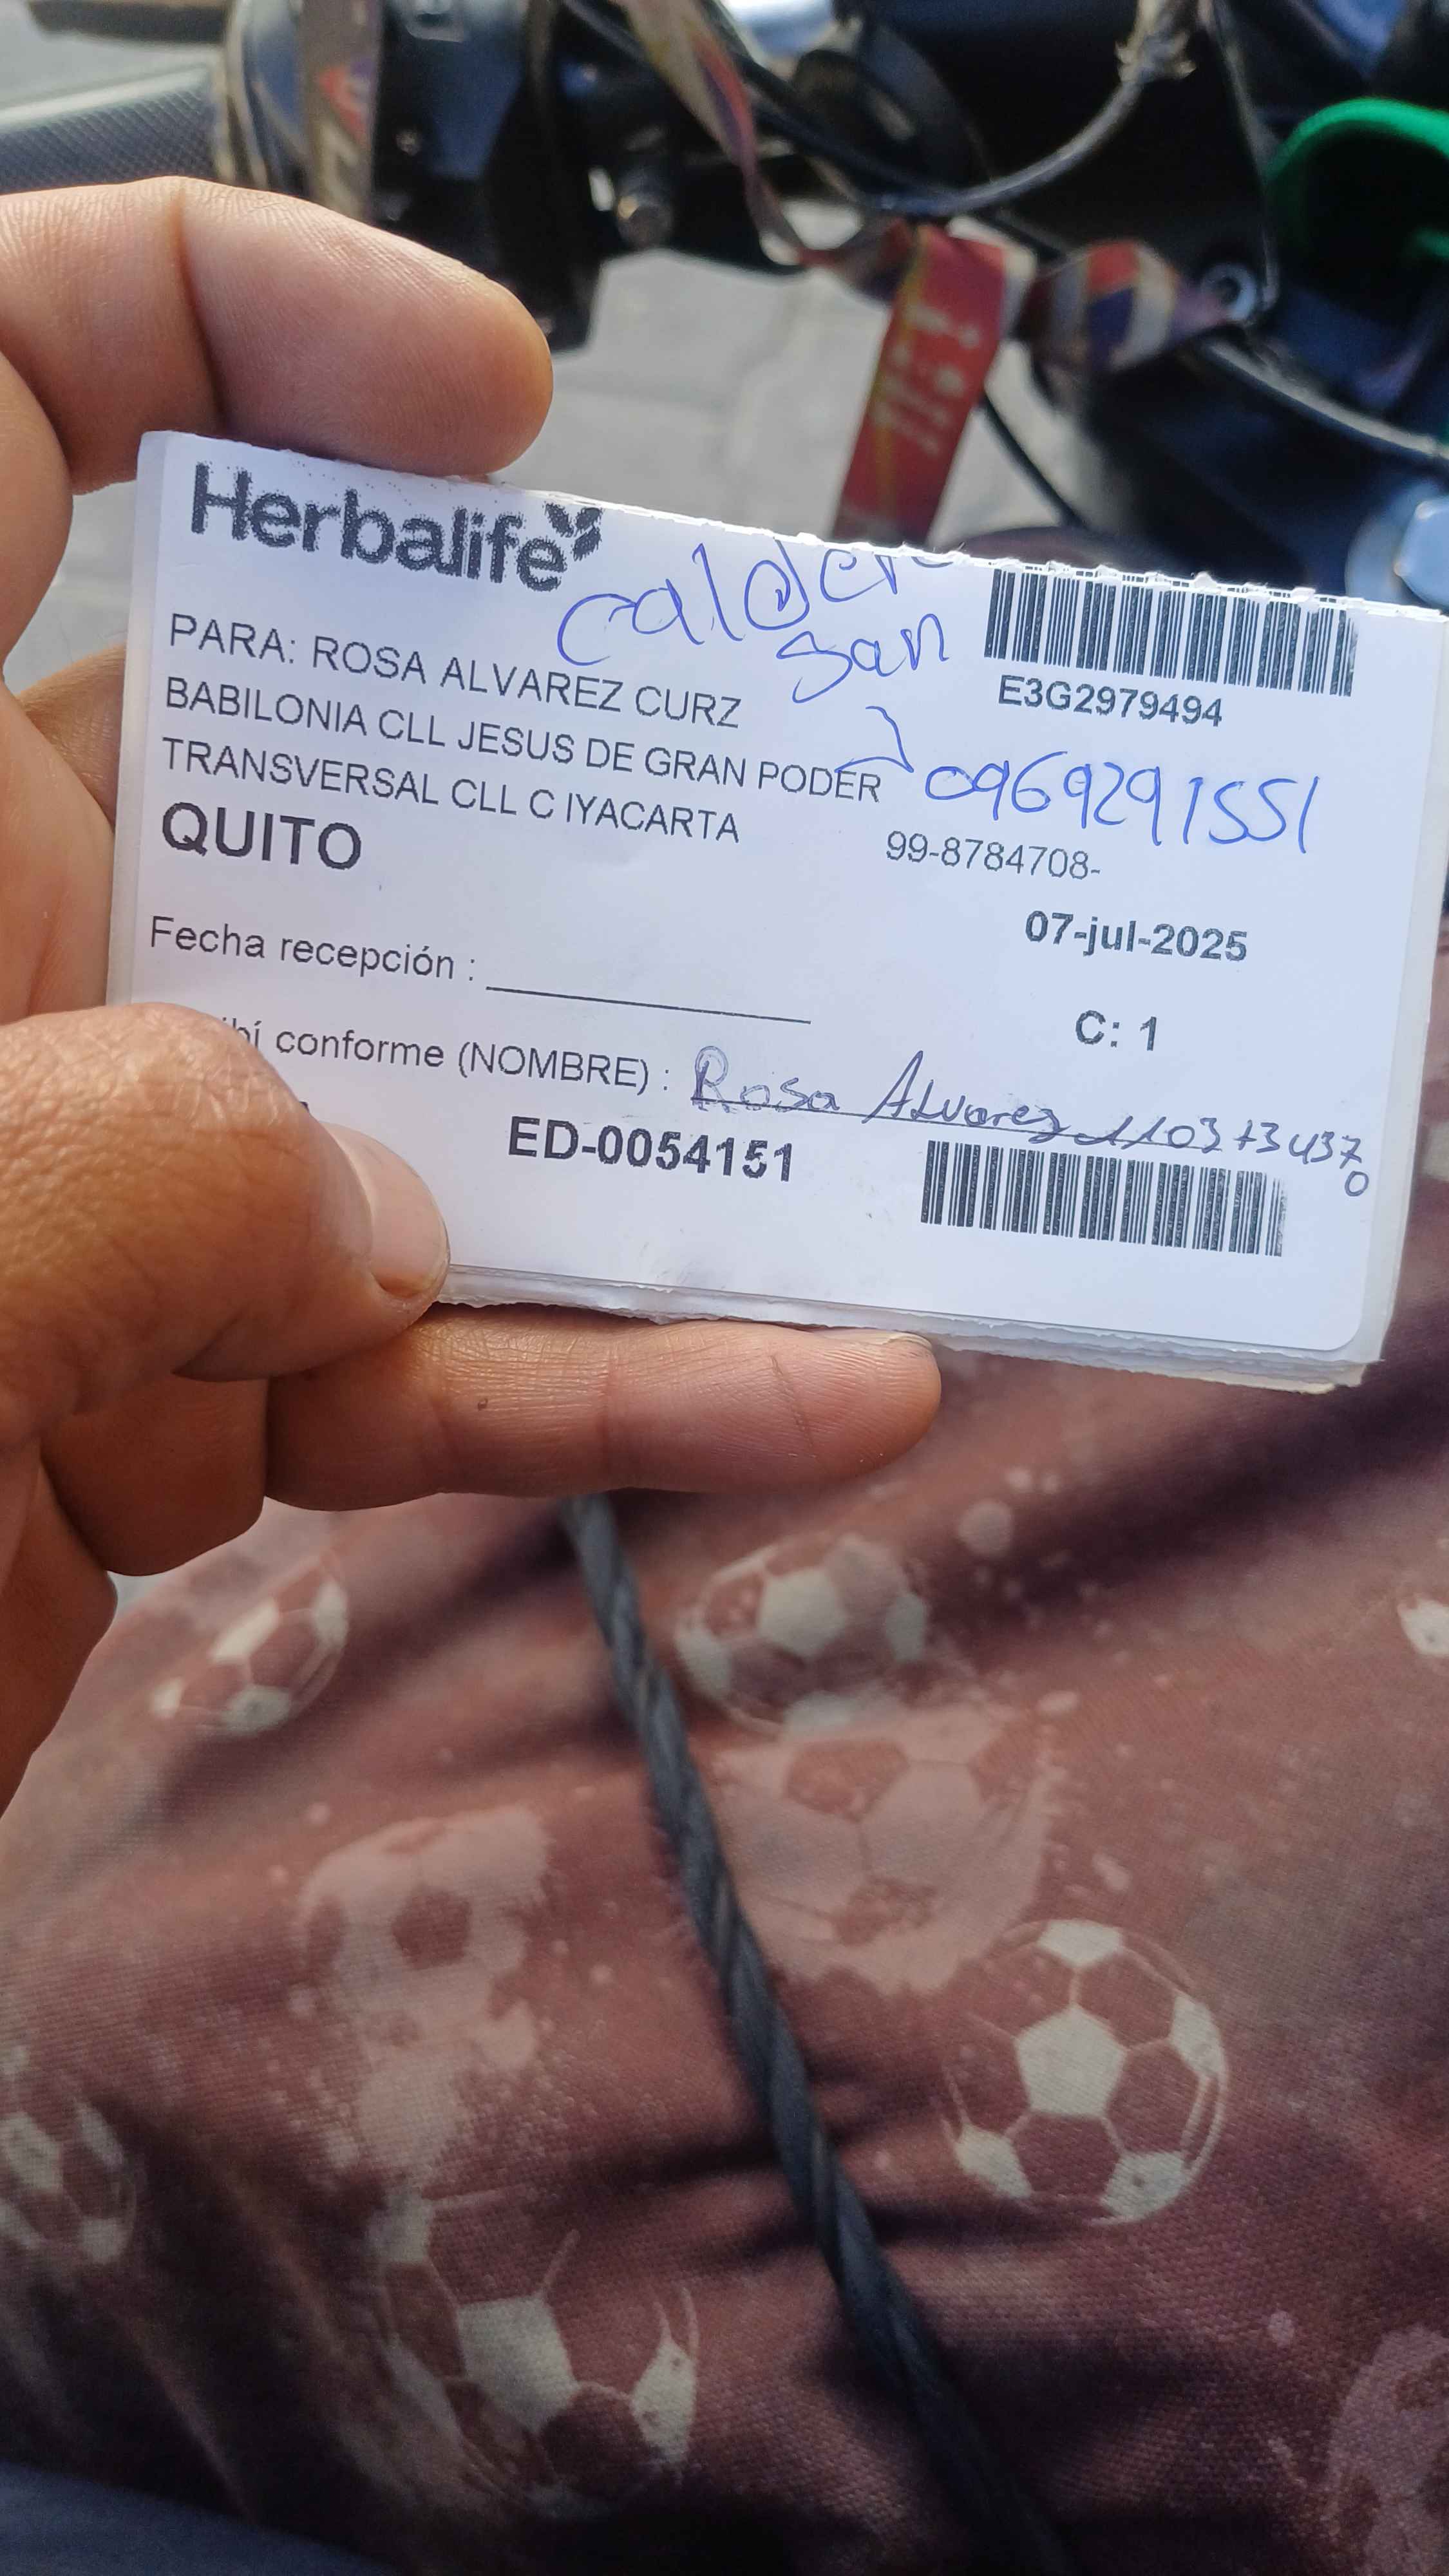 Herbalife
san
E3G2979494
PARA: ROSA ALVAREZ CURZ
BABILONIA CLL JESUS DE GRAN PODER
0969291551
TRANSVERSAL CLL C IYACARTA
99-8784708-
QUITO
07-jul-2025
Fecha recepción :
C: 1
conforme (NOMBRE) : Rosa Alvarez 1103734370
ED-0054151